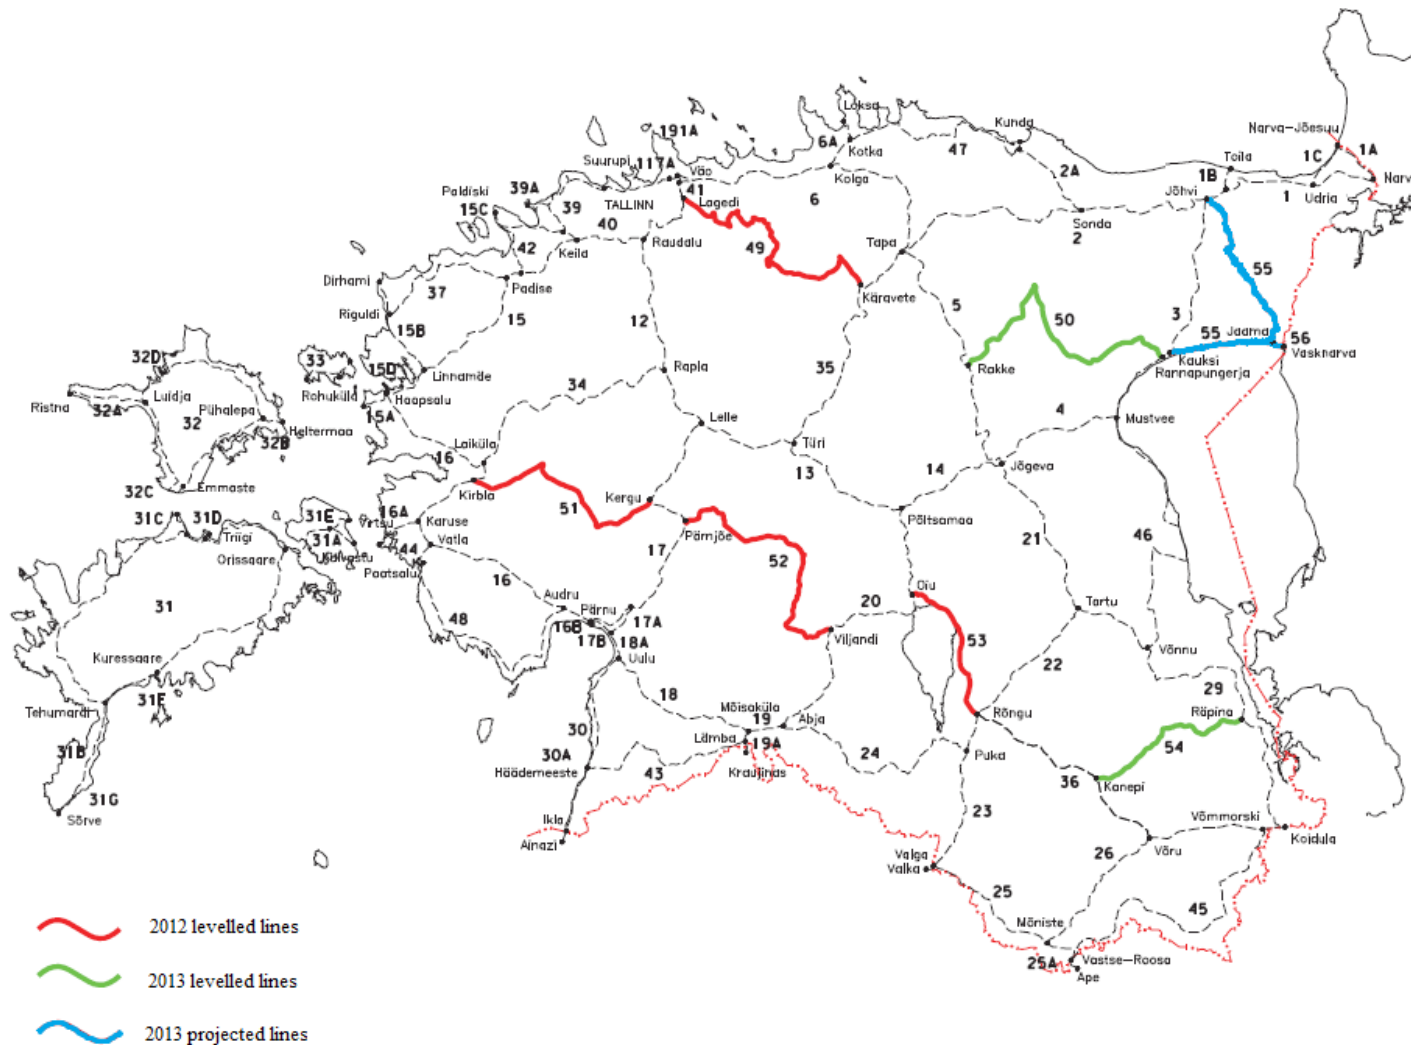 Loksa
191A
Kunda
6A
Kotka
47
Narva-Jõesuu
1A
1C
Suurupi
117A
Väo
Kolga
2A
Toila
1B
Narv
Paldiski
39A
41
Jõhvi
1
Udria
15C
39
TALLINN
Lagedi
6
Sonda
40
Raudalu
2
42
Keila
49
Tapa
Dirhami
37
Padise
Käravete
55
Riguldi
15
5
50
3
15B
12
55
Jaama
56
Vasknarva
33
32D
15D
Linnamäe
34
Rapla
35
Rakke
Kauksi
Rannapungerja
Ristna
32A
Luidja
Rohuküla
Haapsalu
Pühalepa
32
15A
Lelle
4
Mustvee
Heltermaa
32B
Türi
16
Laiküla
13
14
Jõgeva
32C
Emmaste
Kirbla
31C
31D
31E
Virtsu
16A
Karuse
51
Kergu
Põltsamaa
Triigi
31A
Kuivastu
Vatla
Pärnjõe
21
46
Orissaare
44
17
Paatsalu
52
16
31
Audru
Pärnu
Oiu
20
Tartu
48
16B
17A
17B
18A
Viljandi
53
Võnnu
Kuressaare
Uulu
22
29
31F
18
Tehumardi
Mõisaküla
Rõngu
Räpina
30
19
Abja
31B
Lämba
19A
24
54
30A
Puka
Häädemeeste
43
Kraulinas
36
Kanepi
31G
23
Sõrve
Ikla
Võmmorski
Koidula
Ainazi
26
Võru
Valga
Valka
25
45
2012 levelled lines
Mõniste
25A
Vastse-Roosa
Ape
2013 levelled lines
2013 projected lines